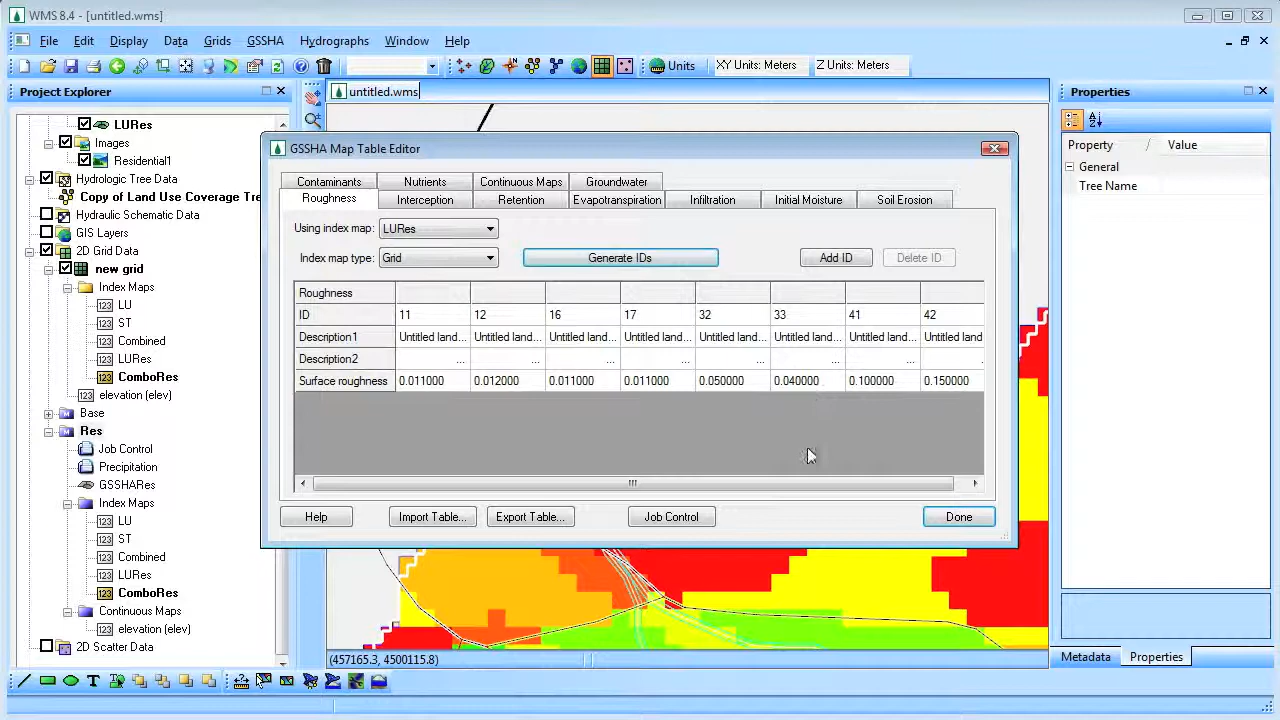 WMS 8.4 - [untitled.wms]
File Edit Display Data Grids GSSHA Hydrographs Window Help
Units XY Units: Meters Z Units: Meters
Project Explorer
LURes
Images
Residential1
Hydrologic Tree Data
Copy of Land Use Coverage Tre
Hydraulic Schematic Data
GIS Layers
2D Grid Data
new grid
Index Maps
LU
ST
Combined
LURes
ComboRes
elevation (elev)
Base
Res
Job Control
Precipitation
GSSHARes
Index Maps
LU
ST
Combined
LURes
ComboRes
Continuous Maps
elevation (elev)
2D Scatter Data
untitled.wms
GSSHA Map Table Editor
Contaminants Nutrients Continuous Maps Groundwater
Roughness Interception Retention Evapotranspiration Infiltration Initial Moisture Soil Erosion
Using index map: LURes
Index map type: Grid Generate IDs Add ID Delete ID
Roughness
ID 11 12 16 17 32 33 41 42
Description1 Untitled land... Untitled land... Untitled land... Untitled land... Untitled land... Untitled land... Untitled land... Untitled land
Description2 ... ... ... ... ... ... ...
Surface roughness 0.011000 0.012000 0.011000 0.011000 0.050000 0.040000 0.100000 0.150000
Help Import Table... Export Table... Job Control Done
(457165.3, 4500115.8)
Properties
Property / Value
General
Tree Name
Metadata Properties